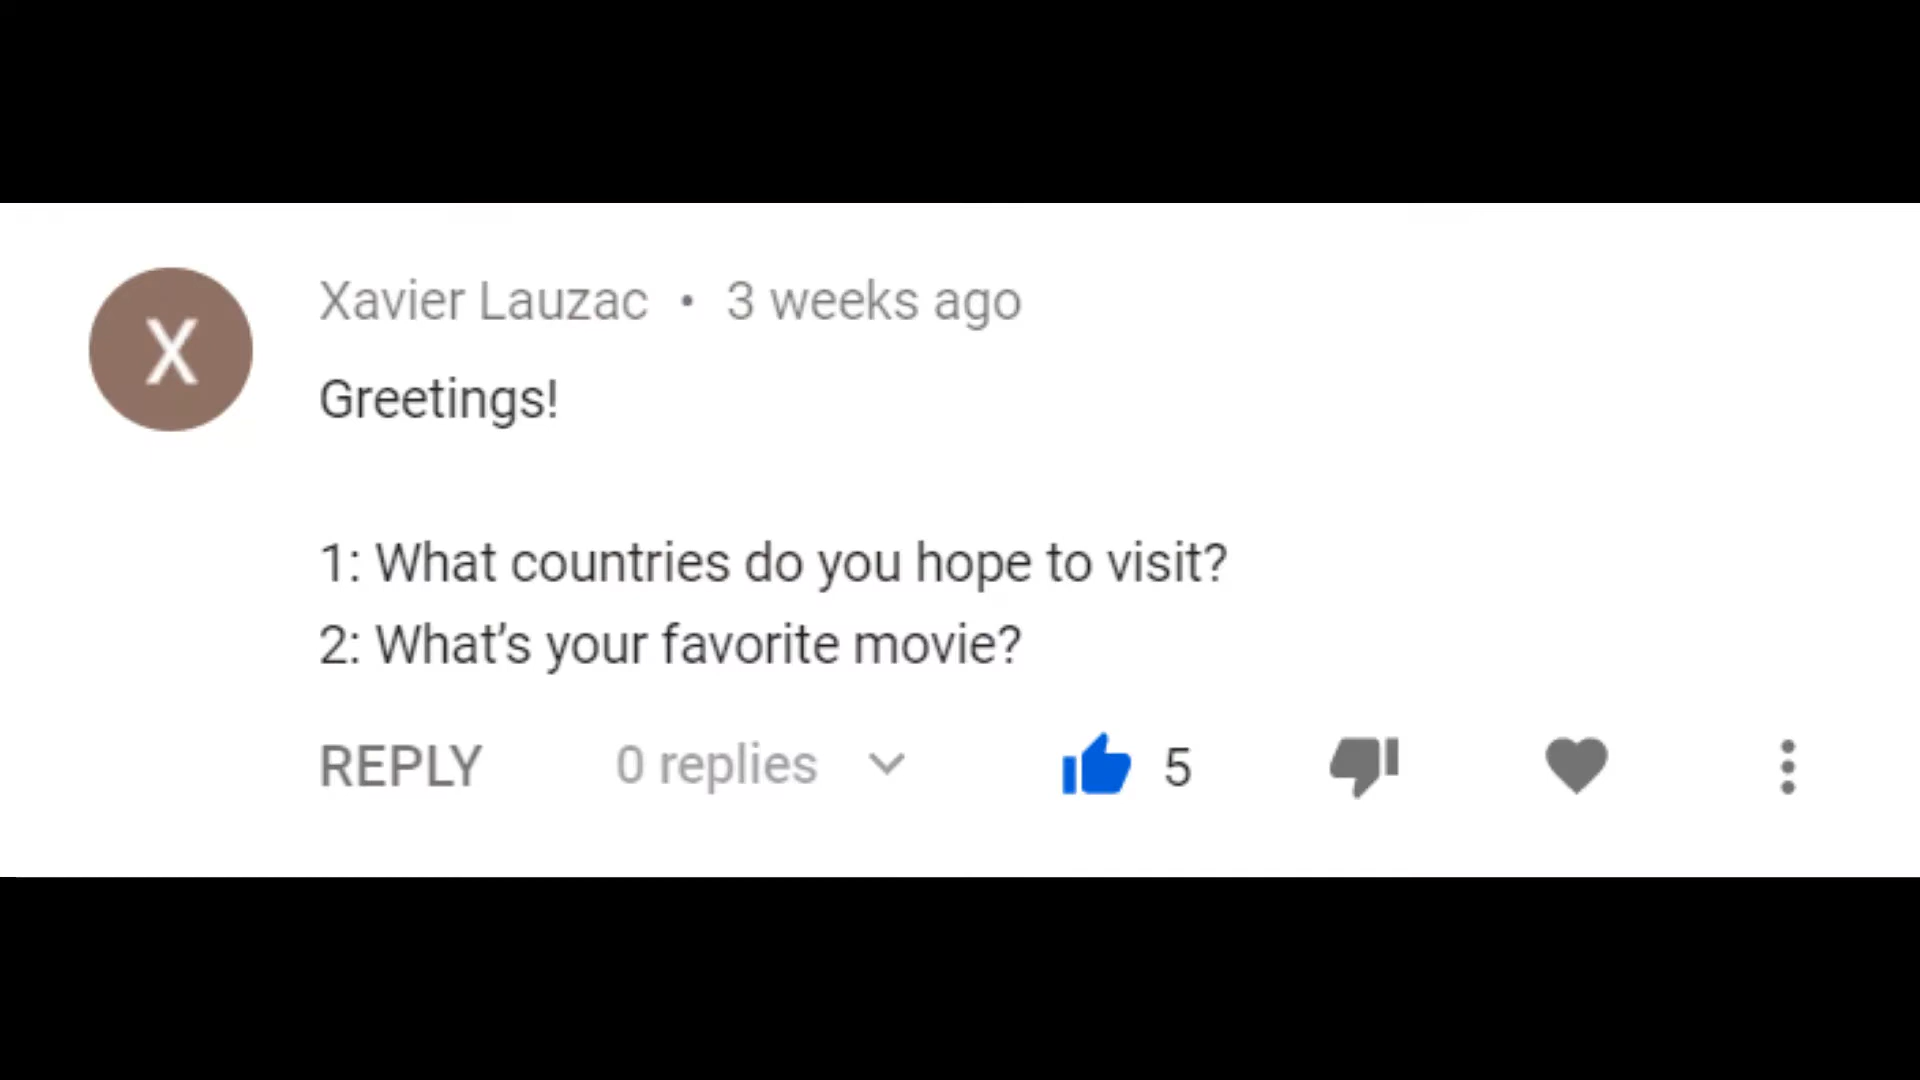 X
Xavier Lauzac • 3 weeks ago
Greetings!
1: What countries do you hope to visit?
2: What's your favorite movie?
REPLY 0 replies 5